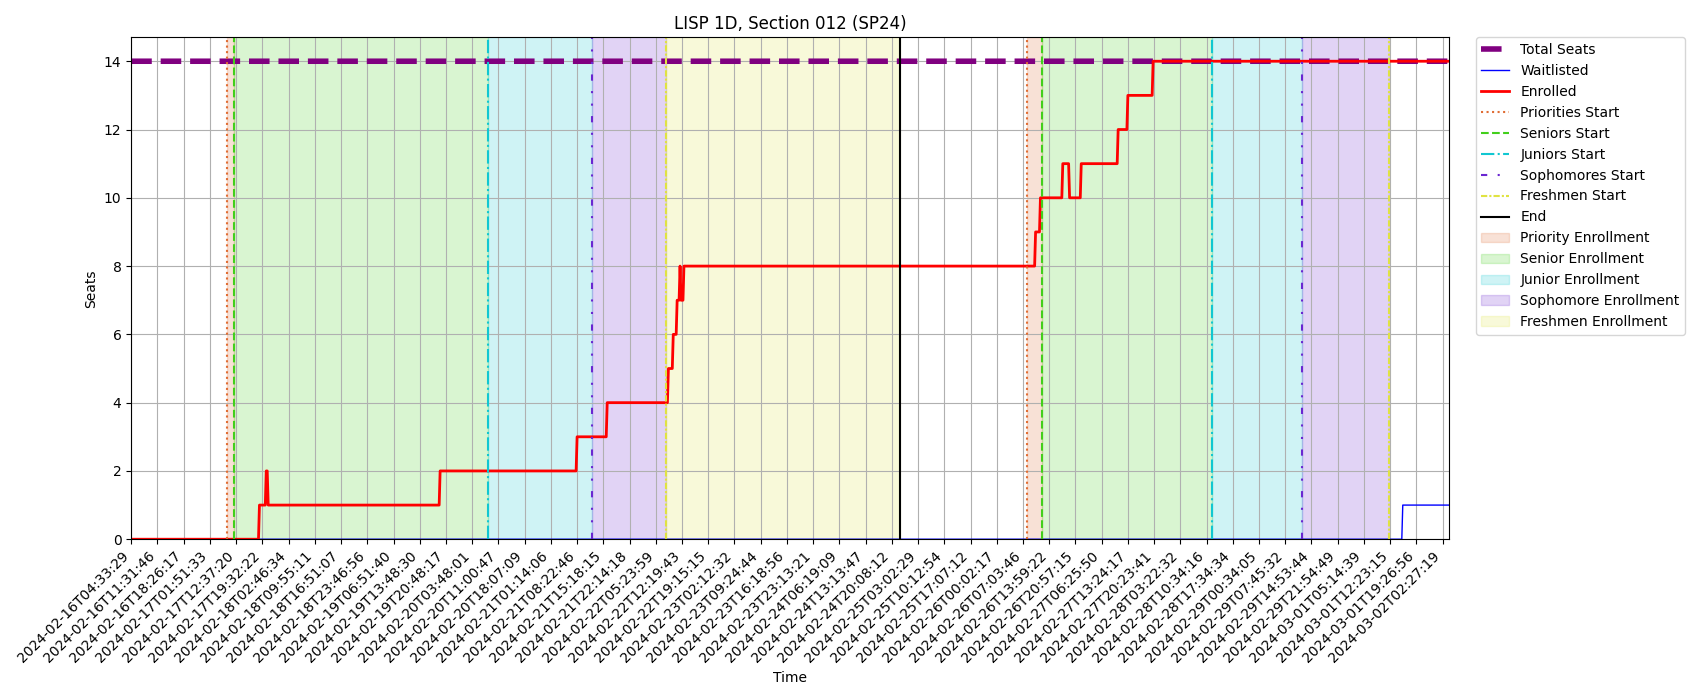 LISP 1D, Section 012 (SP24)
Seats
14
12
10
8
6
4
2
0
2024-02-16T04:33:29
2024-02-16T11:31:46
2024-02-16T18:26:17
2024-02-17T01:51:33
2024-02-17T12:37:20
2024-02-17T19:32:22
2024-02-18T02:46:34
2024-02-18T09:55:11
2024-02-18T16:51:07
2024-02-18T23:46:56
2024-02-19T06:51:40
2024-02-19T13:48:30
2024-02-19T20:48:17
2024-02-20T03:48:01
2024-02-20T11:00:47
2024-02-20T18:07:09
2024-02-21T01:14:06
2024-02-21T08:22:46
2024-02-21T15:18:15
2024-02-21T22:14:18
2024-02-22T05:23:59
2024-02-22T12:19:43
2024-02-22T19:15:15
2024-02-23T02:12:32
2024-02-23T09:24:44
2024-02-23T16:18:56
2024-02-23T23:13:21
2024-02-24T06:19:09
2024-02-24T13:13:47
2024-02-24T20:08:12
2024-02-25T03:02:29
2024-02-25T10:12:54
2024-02-25T17:07:12
2024-02-26T00:02:17
2024-02-26T07:03:46
2024-02-26T13:59:22
2024-02-26T20:57:15
2024-02-27T06:25:50
2024-02-27T13:24:17
2024-02-27T20:23:41
2024-02-28T03:22:32
2024-02-28T10:34:16
2024-02-28T17:34:34
2024-02-29T00:34:05
2024-02-29T07:45:32
2024-02-29T14:53:44
2024-02-29T21:54:49
2024-03-01T05:14:39
2024-03-01T12:23:15
2024-03-01T19:26:56
2024-03-02T02:27:19
Time
Total Seats
Waitlisted
Enrolled
Priorities Start
Seniors Start
Juniors Start
Sophomores Start
Freshmen Start
End
Priority Enrollment
Senior Enrollment
Junior Enrollment
Sophomore Enrollment
Freshmen Enrollment